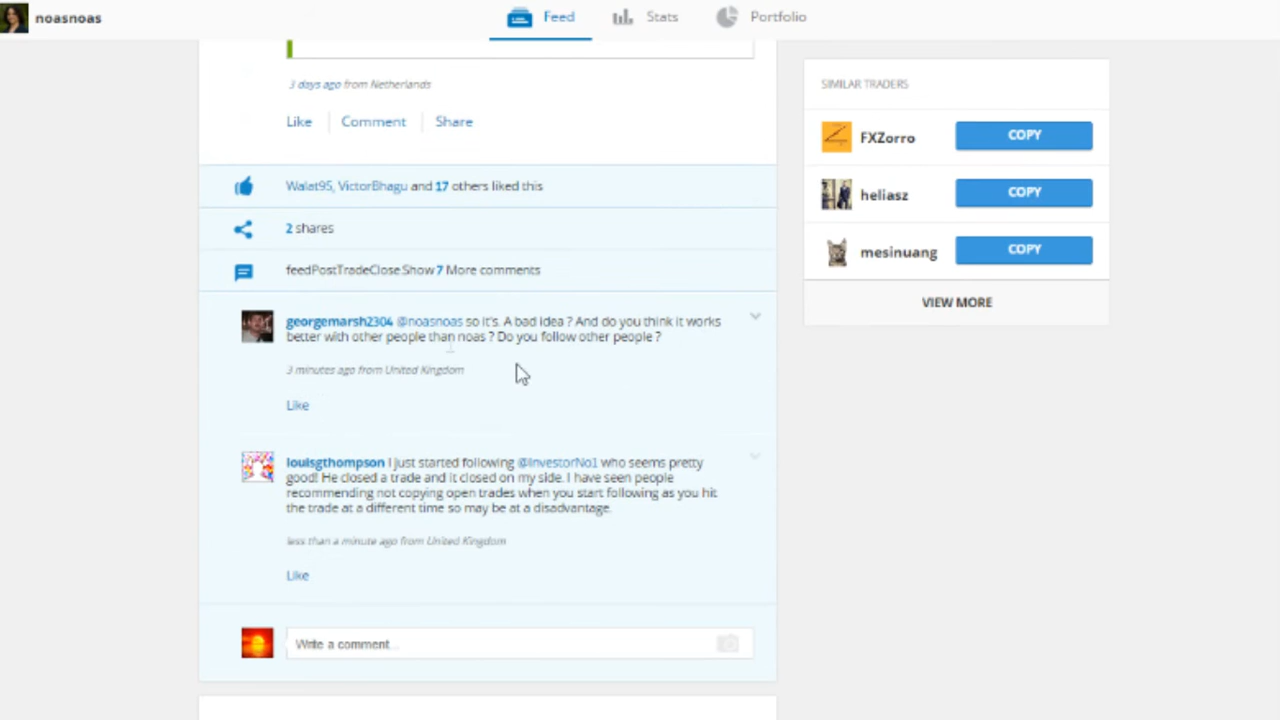 noasnoas
Feed
Stats
Portfolio
3 days ago from Netherlands
Like
Comment
Share
Walat95, VictorBhagu and 17 others liked this
2 shares
feedPostTradeClose.Show 7 More comments
georgemarsh2304 @noasnoas so it's. A bad idea ? And do you think it works
better with other people than noas ? Do you follow other people ?
3 minutes ago from United Kingdom
Like
louisgthompson I just started following @InvestorNo1 who seems pretty
good! He closed a trade and it closed on my side. I have seen people
recommending not copying open trades when you start following as you hit
the trade at a different time so may be at a disadvantage.
less than a minute ago from United Kingdom
Like
Write a comment...
SIMILAR TRADERS
FXZorro
COPY
heliasz
COPY
mesinuang
COPY
VIEW MORE